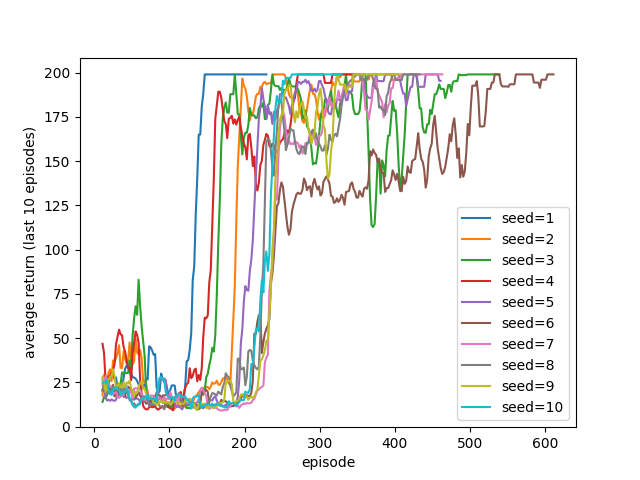 200
175
150
125
100
75
50
25
0
average return (last 10 episodes)
seed=1
seed=2
seed=3
seed=4
seed=5
seed=6
seed=7
seed=8
seed=9
seed=10
0 100 200 300 400 500 600
episode